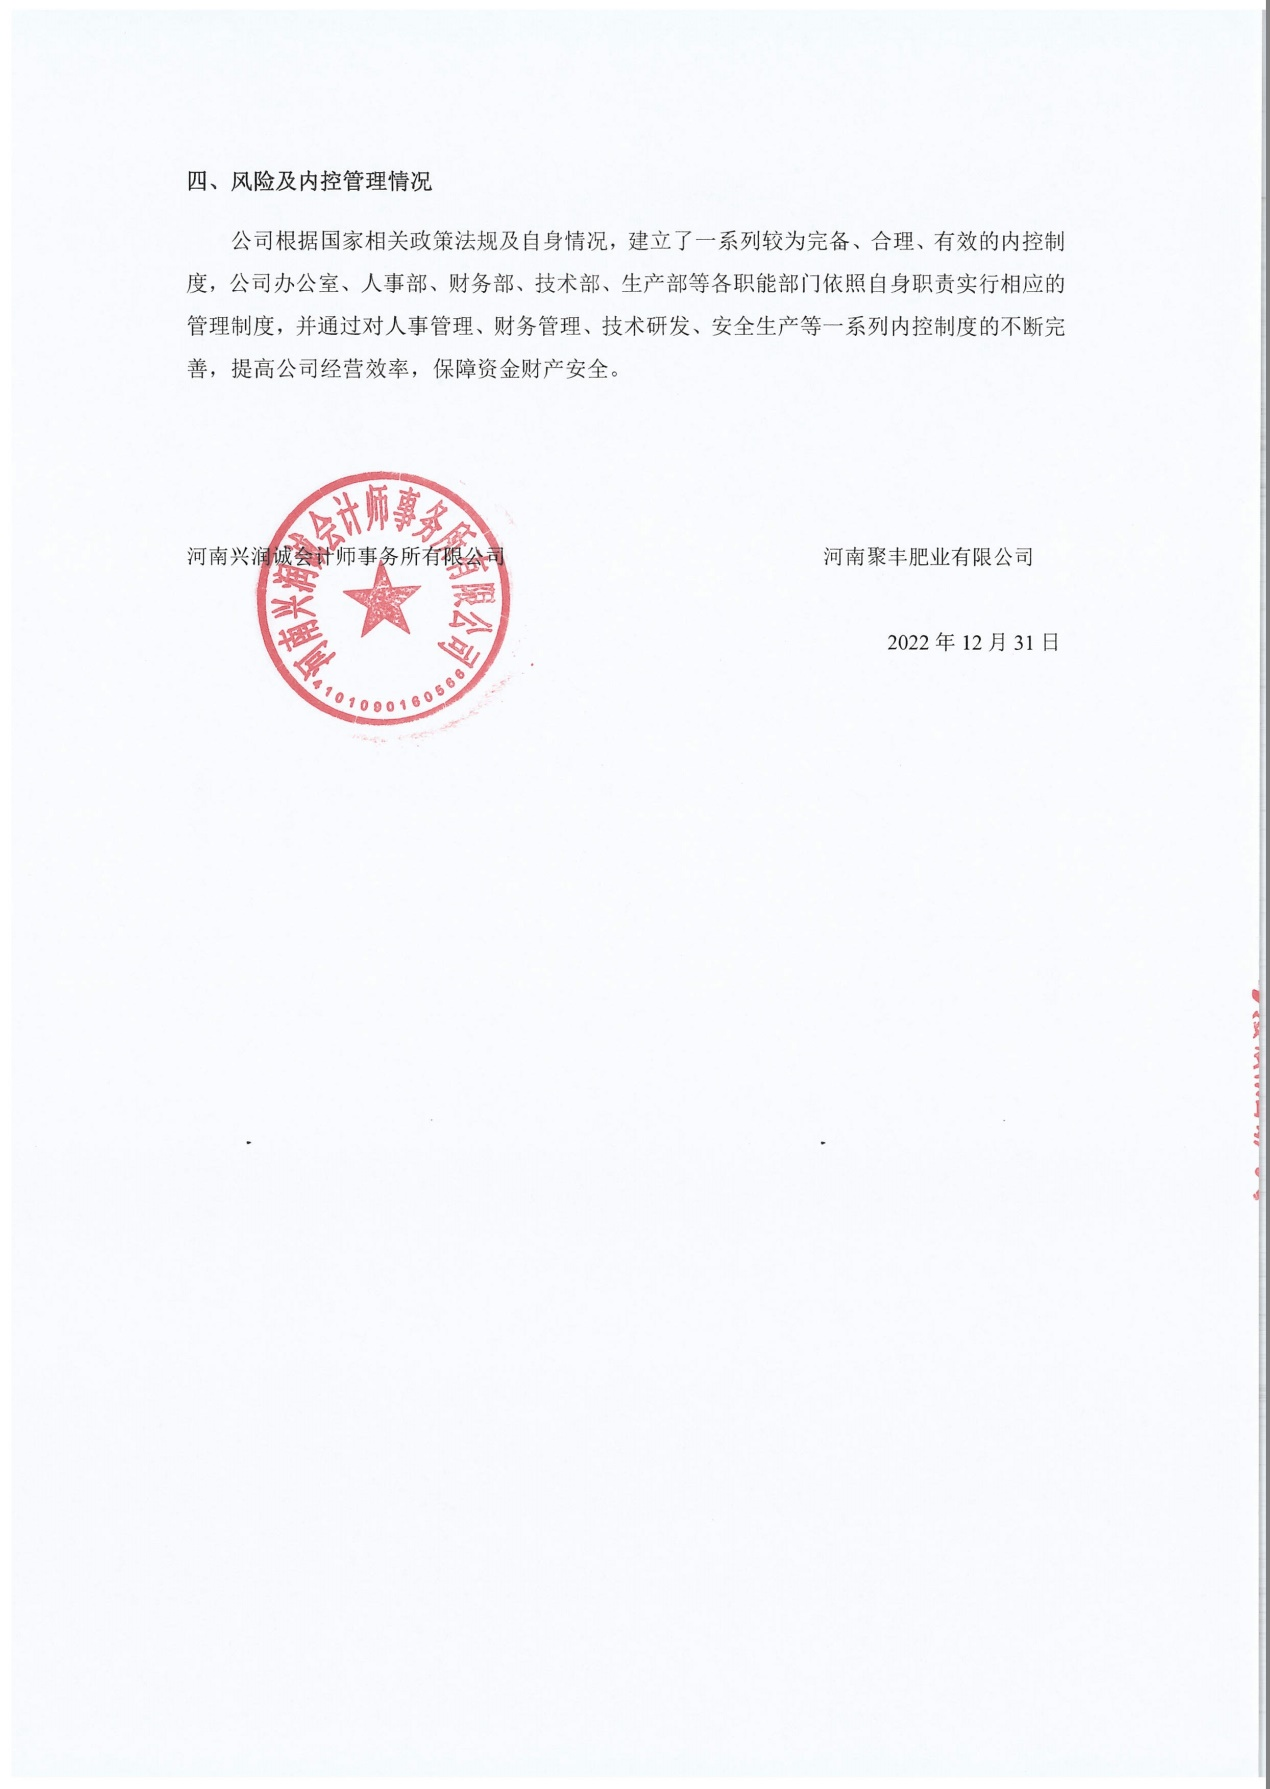 四、风险及内控管理情况
公司根据国家相关政策法规及自身情况，建立了一系列较为完备、合理、有效的内控制
度，公司办公室、人事部、财务部、技术部、生产部等各职能部门依照自身职责实行相应的
管理制度，并通过对人事管理、财务管理、技术研发、安全生产等一系列内控制度的不断完
善，提高公司经营效率，保障资金财产安全。
河南兴润诚会计师事务所有限公司
河南聚丰肥业有限公司
河南兴润诚会计师事务所有限公司
4101090160566
2022 年 12 月 31 日